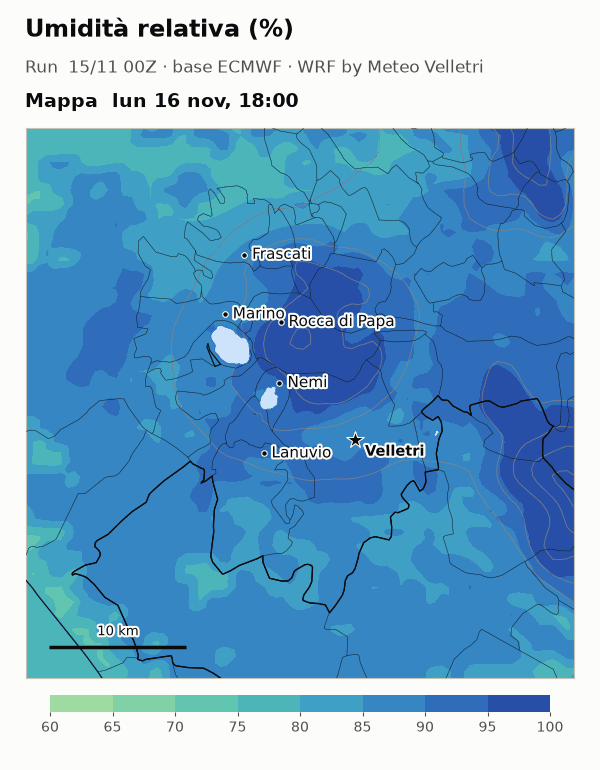 Umidità relativa (%)
Run  15/11 00Z · base ECMWF · WRF by Meteo Velletri
Mappa  lun 16 nov, 18:00
Frascati
Marino
Rocca di Papa
Nemi
Velletri
Lanuvio
10 km
60 65 70 75 80 85 90 95 100